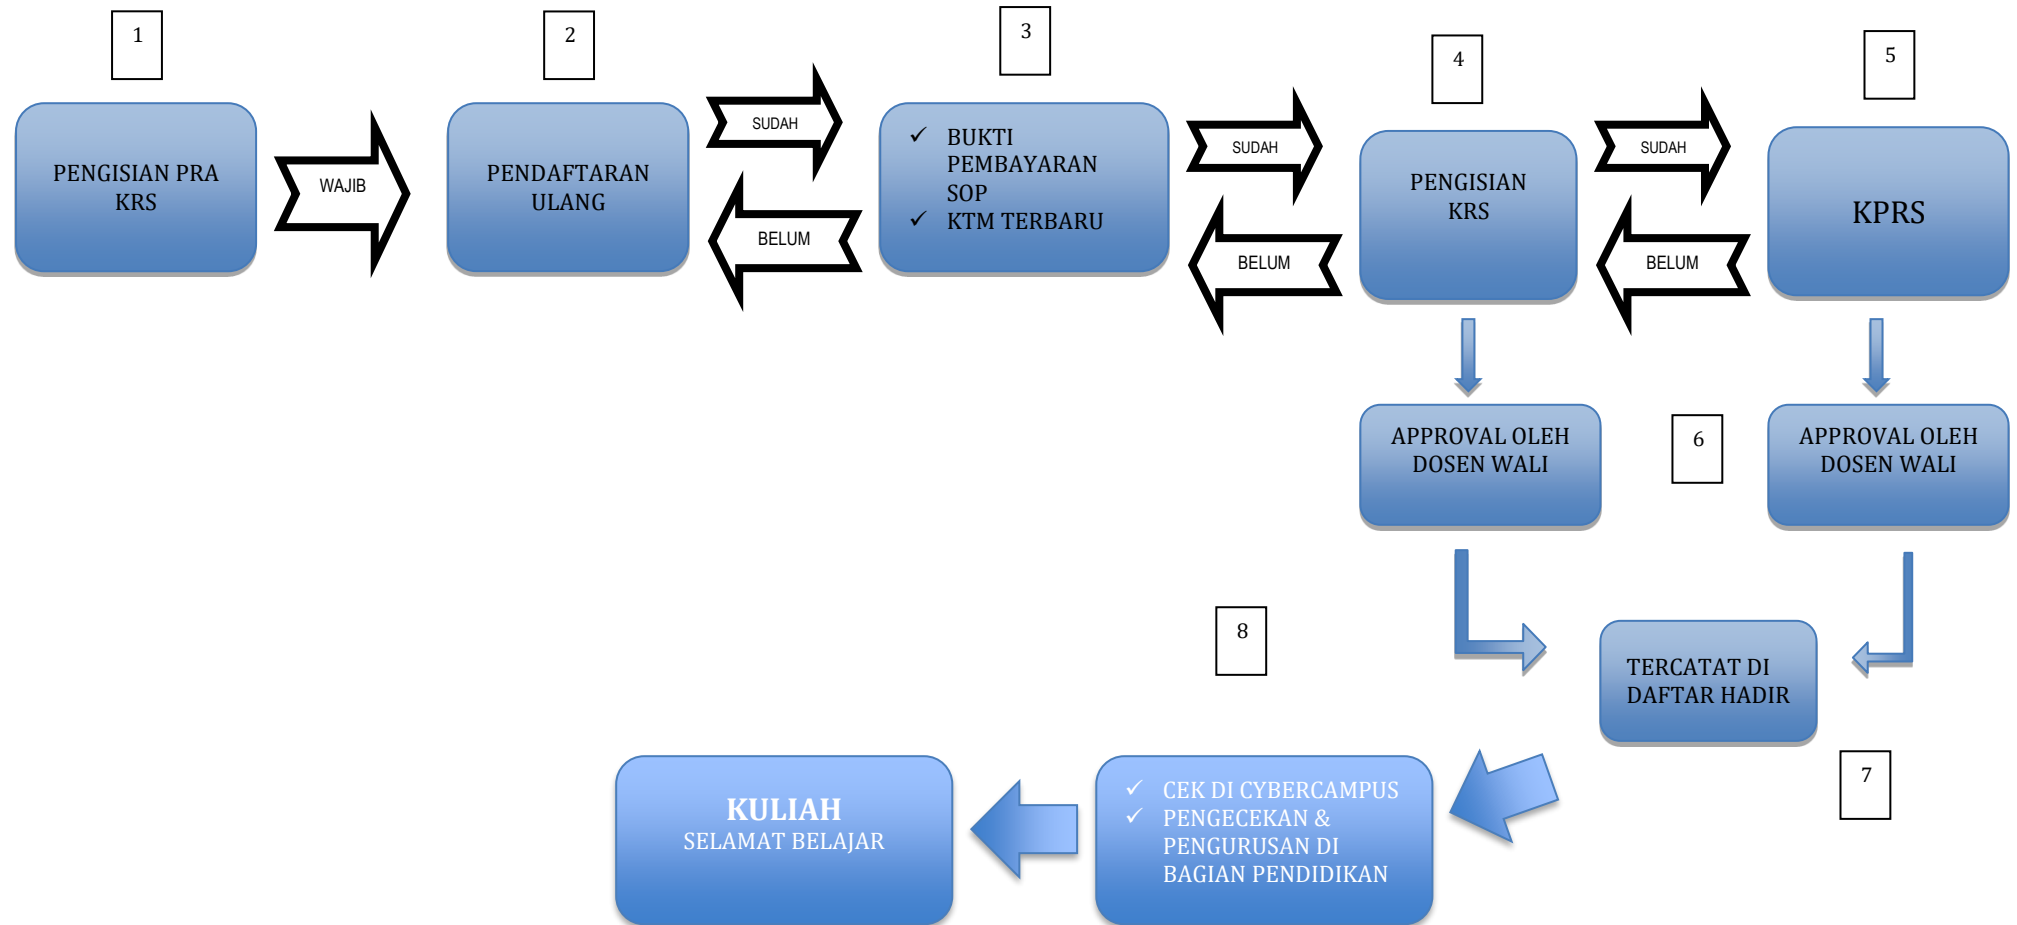 1
2
3
4
5
PENGISIAN PRA
KRS
WAJIB
PENDAFTARAN
ULANG
SUDAH
BELUM
✓ BUKTI
PEMBAYARAN
SOP
✓ KTM TERBARU
SUDAH
BELUM
PENGISIAN
KRS
SUDAH
BELUM
KPRS
APPROVAL OLEH
DOSEN WALI
6
APPROVAL OLEH
DOSEN WALI
TERCATAT DI
DAFTAR HADIR
7
8
✓ CEK DI CYBERCAMPUS
✓ PENGECEKAN &
PENGURUSAN DI
BAGIAN PENDIDIKAN
KULIAH
SELAMAT BELAJAR